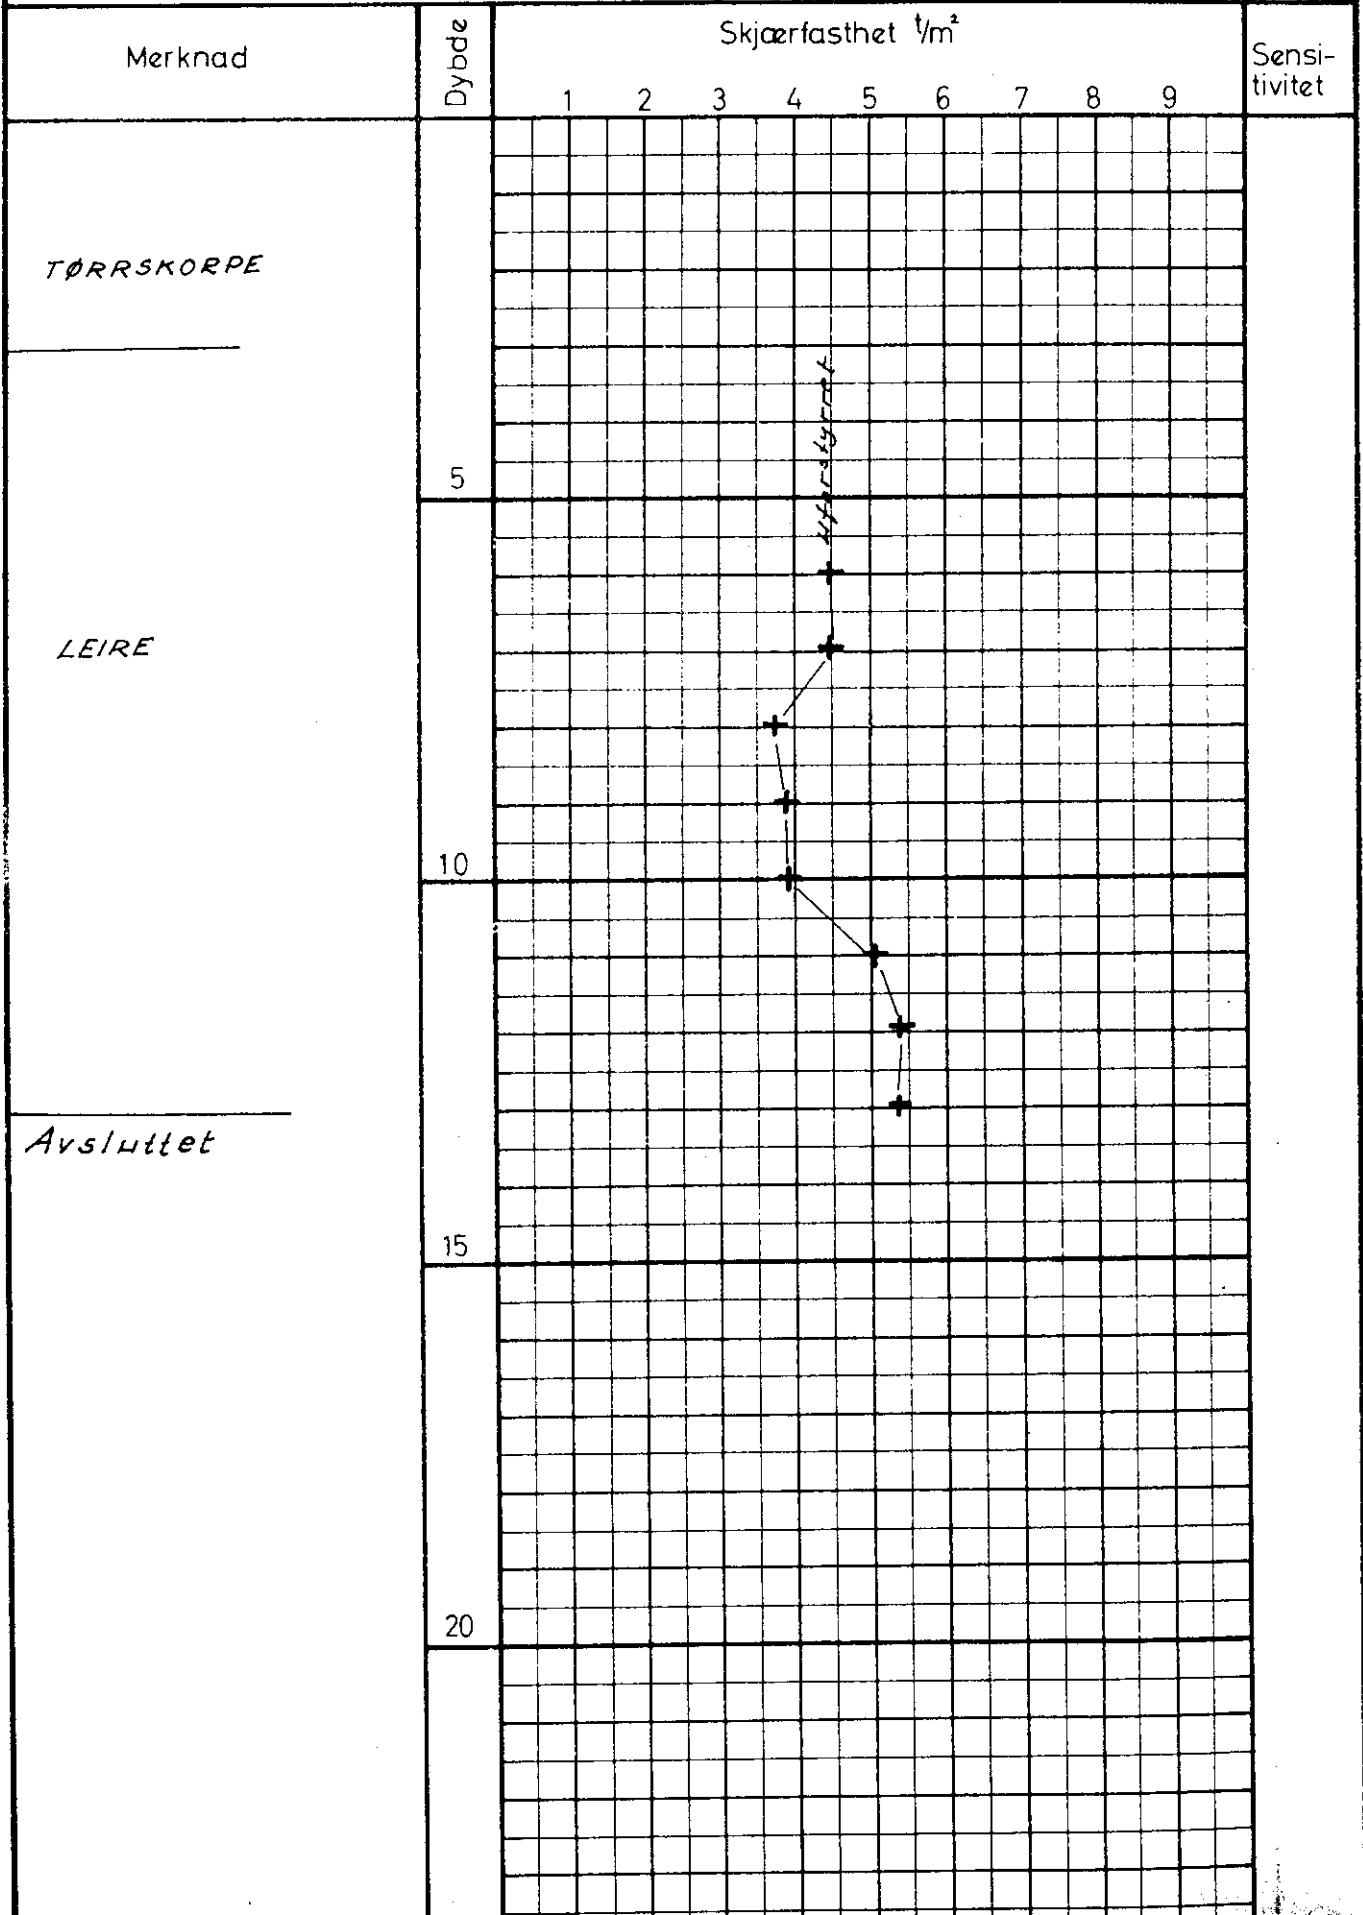 Merknad
Dybde
Skjærfasthet t/m²
Sensi-
tivitet
1 2 3 4 5 6 7 8 9
TØRRSKORPE
Uforstyrret
5
LEIRE
10
Avsluttet
15
20